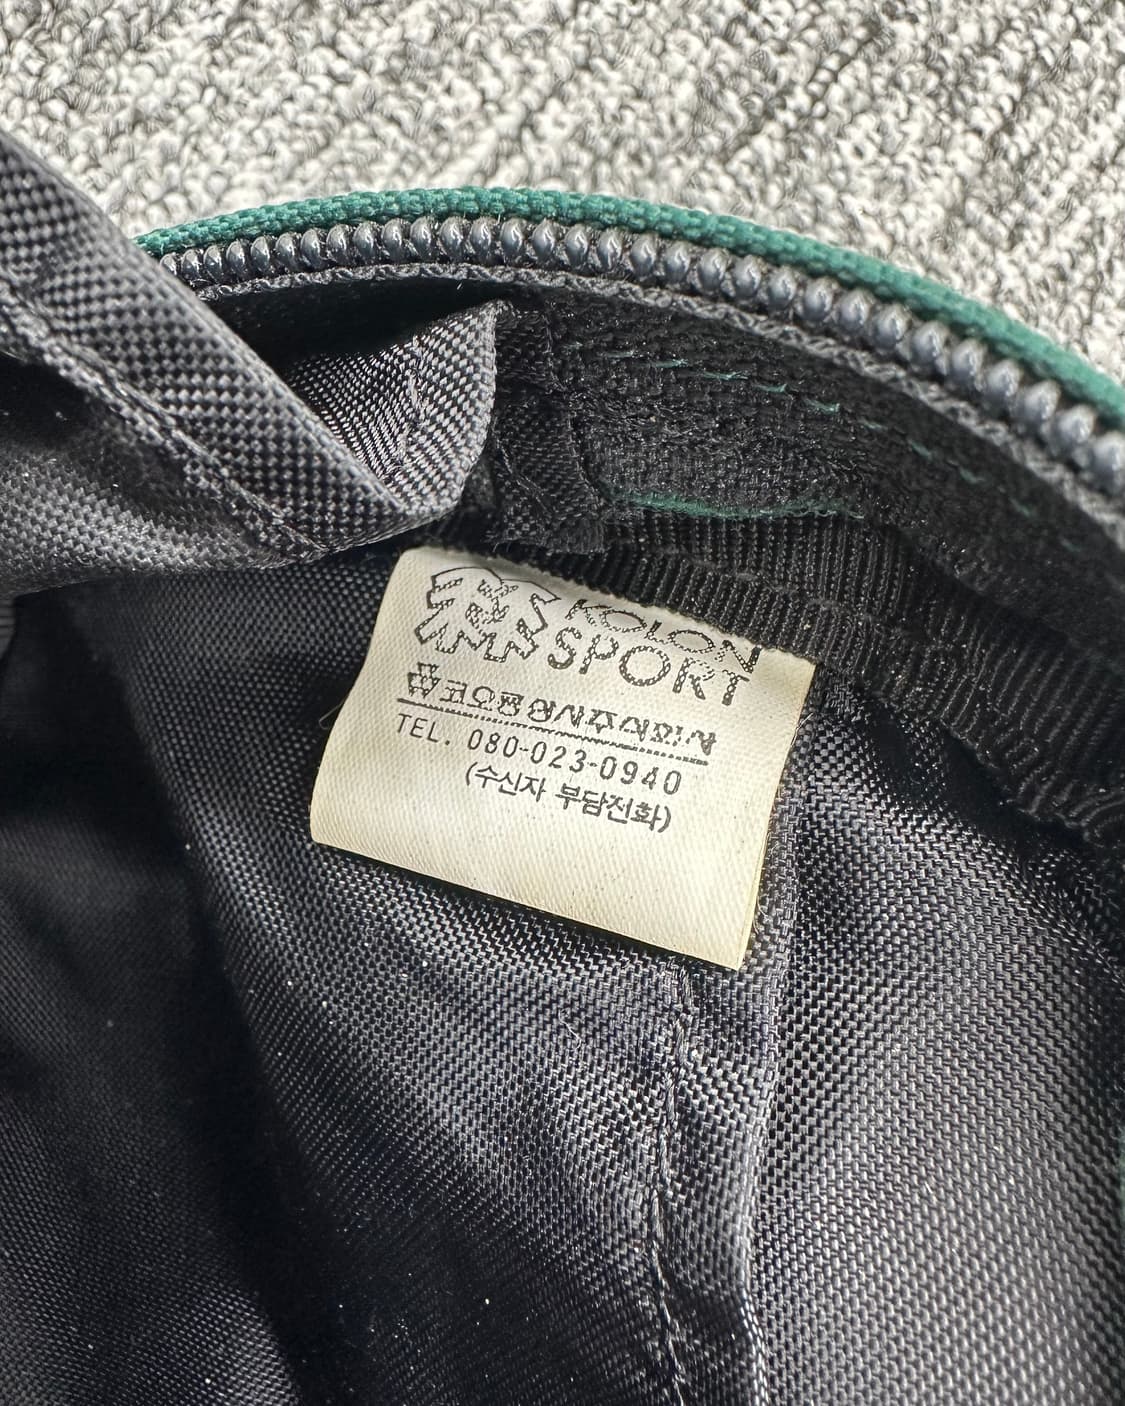 KOLON
SPORT
코오롱상사주식회사
TEL. 080-023-0940
(수신자 부담전화)